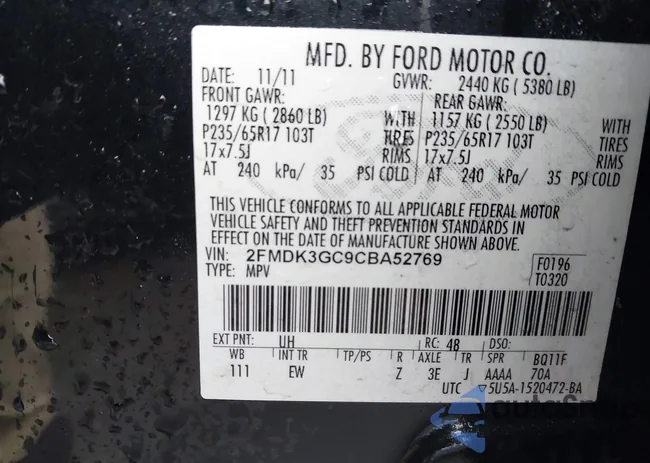 MFD. BY FORD MOTOR CO.
DATE: 11/11 GVWR: 2440 KG ( 5380 LB)
FRONT GAWR: REAR GAWR:
1297 KG ( 2860 LB) WITH 1157 KG ( 2550 LB) WITH
P235/65R17 103T TIRES P235/65R17 103T TIRES
17x7.5J RIMS 17x7.5J RIMS
AT 240 kPa/ 35 PSI COLD AT 240 kPa/ 35 PSI COLD
THIS VEHICLE CONFORMS TO ALL APPLICABLE FEDERAL MOTOR
VEHICLE SAFETY AND THEFT PREVENTION STANDARDS IN
EFFECT ON THE DATE OF MANUFACTURE SHOWN ABOVE.
VIN: 2FMDK3GC9CBA52769
TYPE: MPV
F0196
T0320
EXT PNT: UH RC: 48 DSO:
WB INT TR TP/PS R AXLE TR SPR BQ11F
111 EW Z 3E J AAAA 70A
UTC ▽5U5A-1520472-BA